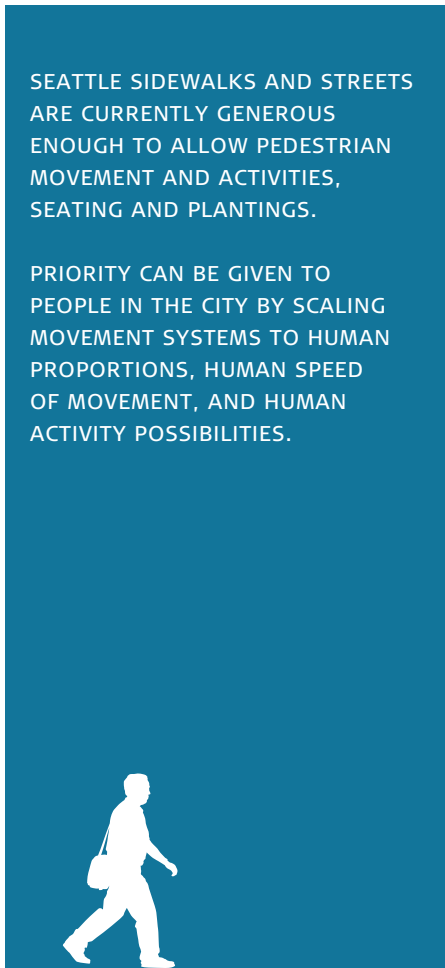 SEATTLE SIDEWALKS AND STREETS
ARE CURRENTLY GENEROUS
ENOUGH TO ALLOW PEDESTRIAN
MOVEMENT AND ACTIVITIES,
SEATING AND PLANTINGS.
PRIORITY CAN BE GIVEN TO
PEOPLE IN THE CITY BY SCALING
MOVEMENT SYSTEMS TO HUMAN
PROPORTIONS, HUMAN SPEED
OF MOVEMENT, AND HUMAN
ACTIVITY POSSIBILITIES.